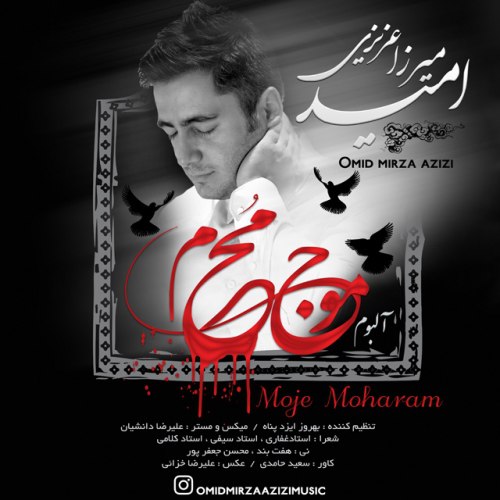 امید
میرزا عزیزی
OMID MIRZA AZIZI
آلبوم
موج محرم
Moje Moharam
تنظیم کننده : بهروز ایزد پناه / میکس و مستر : علیرضا دانشیان
شعرا : استادغفاری ، استاد سیفی ، استاد کلامی
نی : هفت بند ، محسن جعفر پور
کاور : سعید حامدی / عکس : علیرضا خزانی
OMIDMIRZAAZIZIMUSIC